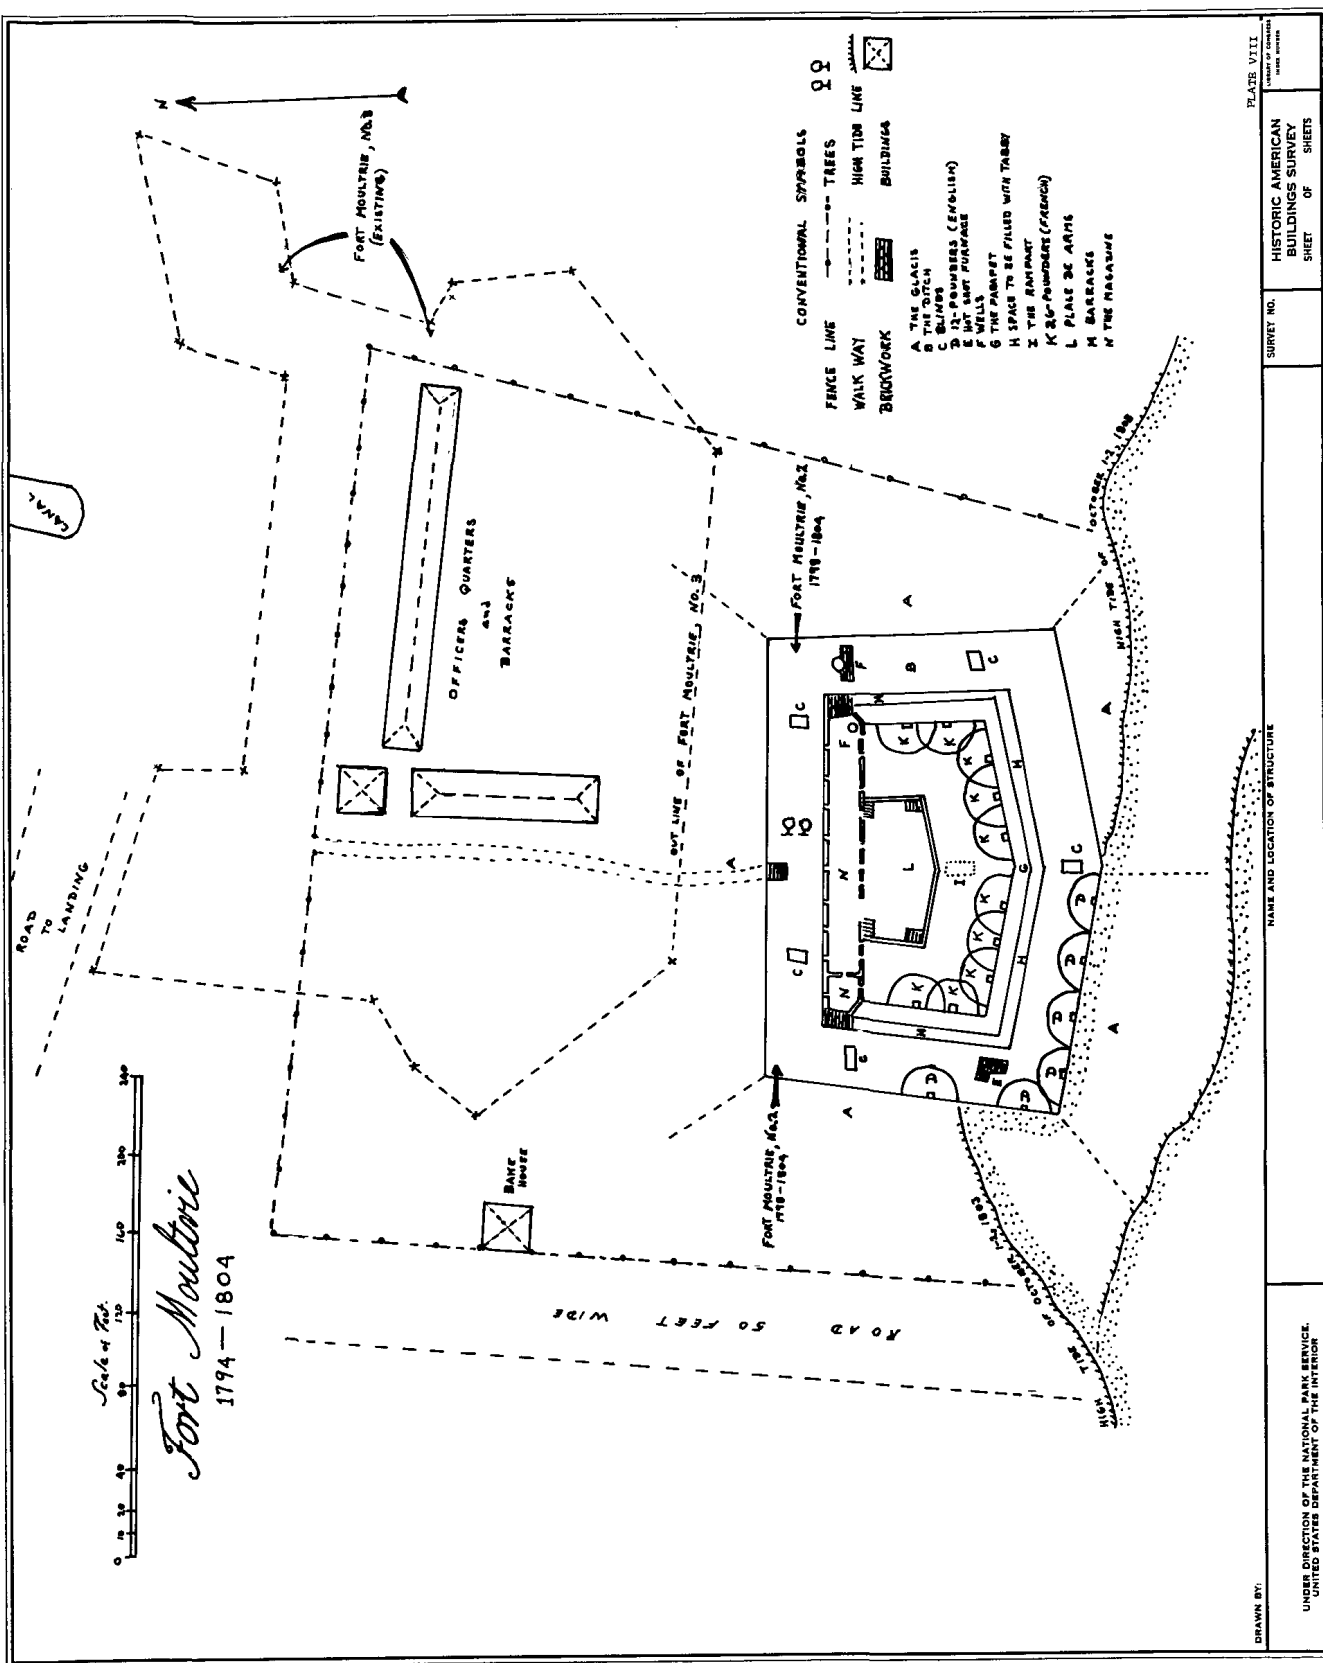 Scale of Feet.
0 10 20 40 80 120 160 200 240
Fort Moultrie
1794–1804
ROAD
TO
LANDING
CANAL
N
FORT MOULTRIE, No.3
(EXISTING)
OFFICERS QUARTERS
and
BARRACKS
BAKE
HOUSE
OUT LINE OF FORT MOULTRIE, NO. 3
ROAD 50 FEET WIDE
FORT MOULTRIE, No.2
1798-1804
FORT MOULTRIE, No.2
1798-1804
A
A
A
A
A
B
C
C
C
C
C
D
D
D
D
D
D
E
F
F
G
H
H
I
K
K
K
K
K
K
K
K
K
K
L
M
M
N
N
HIGH TIDE OF OCTOBER 1-2, 1803
HIGH TIDE OF OCTOBER 1-2, 1803
CONVENTIONAL SYMBOLS
FENCE LINE TREES
WALK WAY HIGH TIDE LINE
BRICKWORK BUILDINGS
A THE GLACIS
B THE DITCH
C BLINDS
D 12-POUNDERS (ENGLISH)
E HOT SHOT FURNACE
F WELLS
G THE PARAPET
H SPACE TO BE FILLED WITH TABBY
I THE RAMPART
K 26-POUNDERS (FRENCH)
L PLACE DE ARMS
M BARRACKS
N THE MAGAZINE
PLATE VIII
DRAWN BY:
UNDER DIRECTION OF THE NATIONAL PARK SERVICE,
UNITED STATES DEPARTMENT OF THE INTERIOR
NAME AND LOCATION OF STRUCTURE
SURVEY NO.
HISTORIC AMERICAN
BUILDINGS SURVEY
SHEET OF SHEETS
LIBRARY OF CONGRESS
INDEX NUMBER